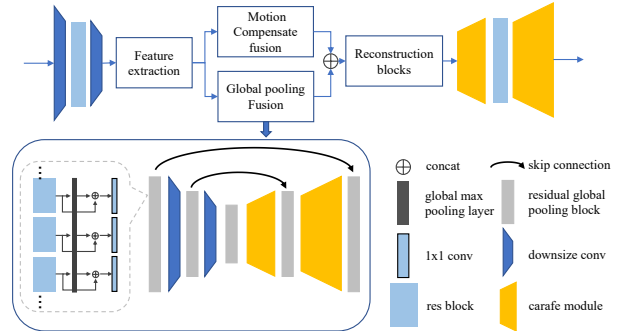 Feature
extraction
Motion
Compensate
fusion
Global pooling
Fusion
Reconstruction
blocks
concat
skip connection
global max
pooling layer
residual global
pooling block
1x1 conv
downsize conv
res block
carafe module